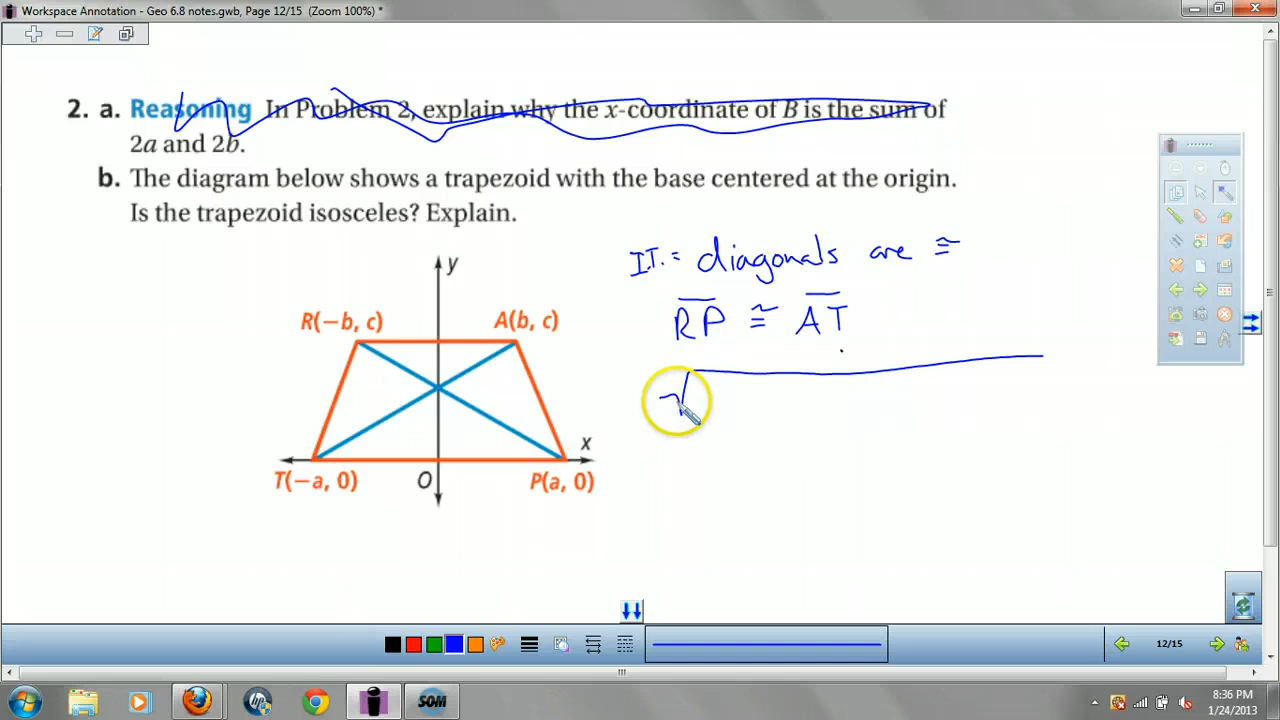 Workspace Annotation - Geo 6.8 notes.gwb, Page 12/15 (Zoom 100%) *
2. a. Reasoning In Problem 2, explain why the x-coordinate of B is the sum of
2a and 2b.
b. The diagram below shows a trapezoid with the base centered at the origin.
Is the trapezoid isosceles? Explain.
I.T. = diagonals are ≅
y
R(−b, c) A(b, c)
R̅P̅ ≅ A̅T̅
√
x
T(−a, 0) O P(a, 0)
12/15
hp
SOM
8:36 PM
1/24/2013